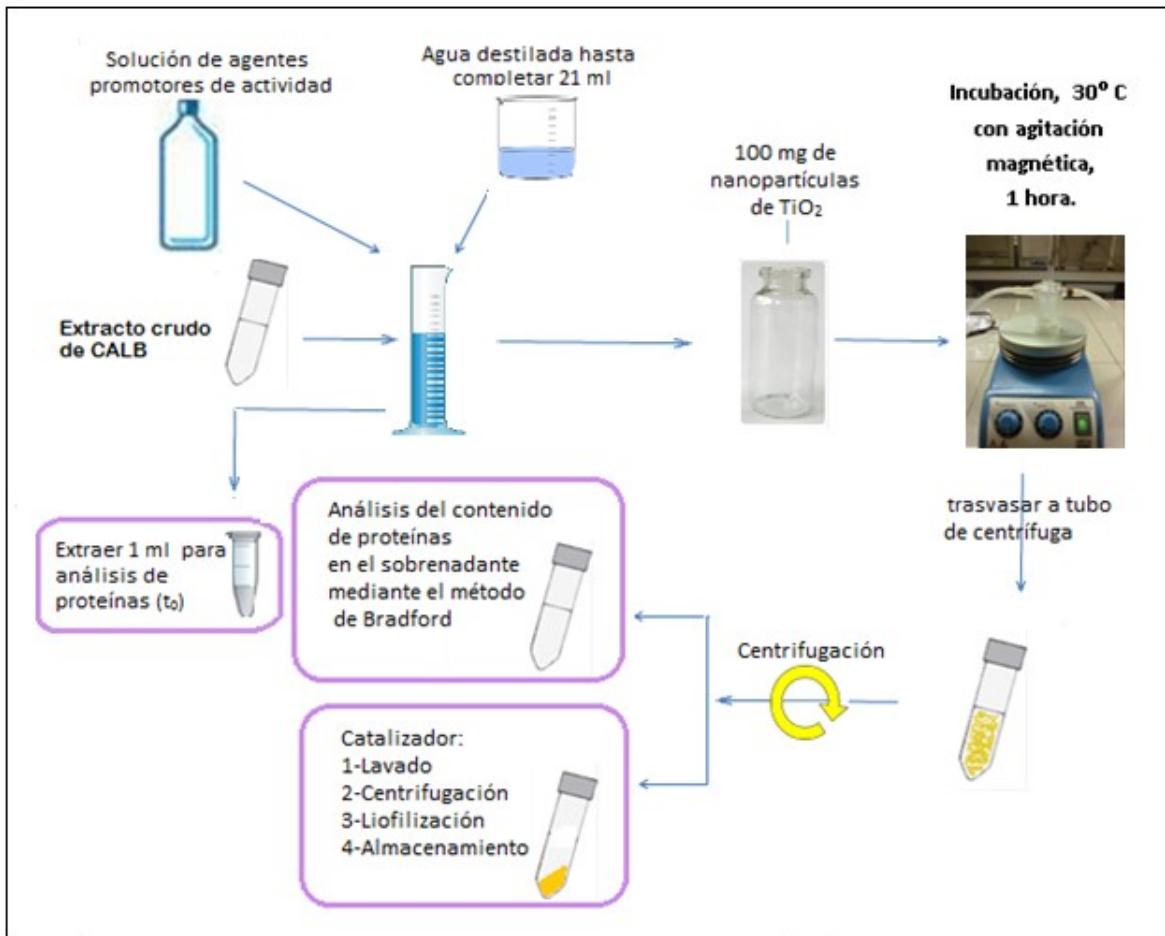 Solución de agentes
promotores de actividad
Agua destilada hasta
completar 21 ml
Incubación, 30º C
con agitación
magnética,
1 hora.
100 mg de
nanopartículas
de TiO₂
Extracto crudo
de CALB
trasvasar a tubo
de centrífuga
Extraer 1 ml para
análisis de
proteínas (t₀)
Análisis del contenido
de proteínas
en el sobrenadante
mediante el método
de Bradford
Centrifugación
Catalizador:
1-Lavado
2-Centrifugación
3-Liofilización
4-Almacenamiento